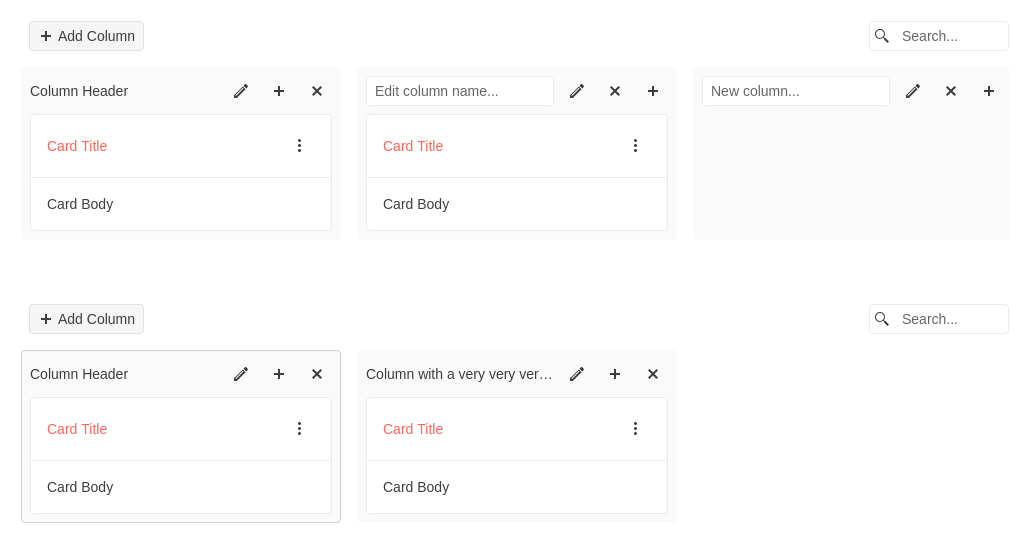 Add Column
Search...
Column Header
Edit column name...
New column...
Card Title
Card Title
Card Body
Card Body
Add Column
Search...
Column Header
Column with a very very ver...
Card Title
Card Title
Card Body
Card Body